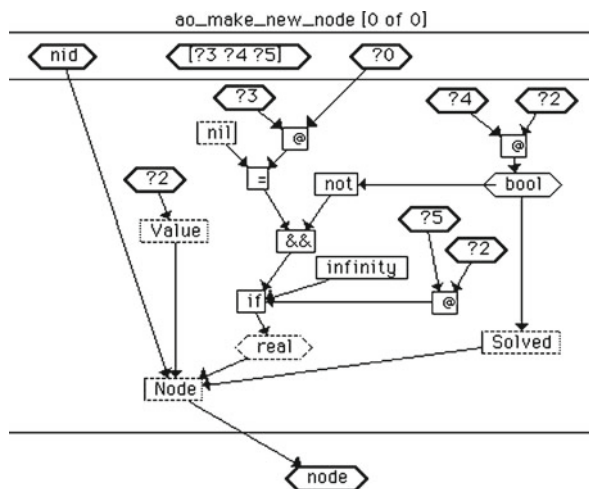 ao_make_new_node [0 of 0]
nid [?3 ?4 ?5] ?0
?3 ?4 ?2
nil @ @
?2 = not bool
Value && ?5 ?2
infinity
if @
real Solved
Node
node